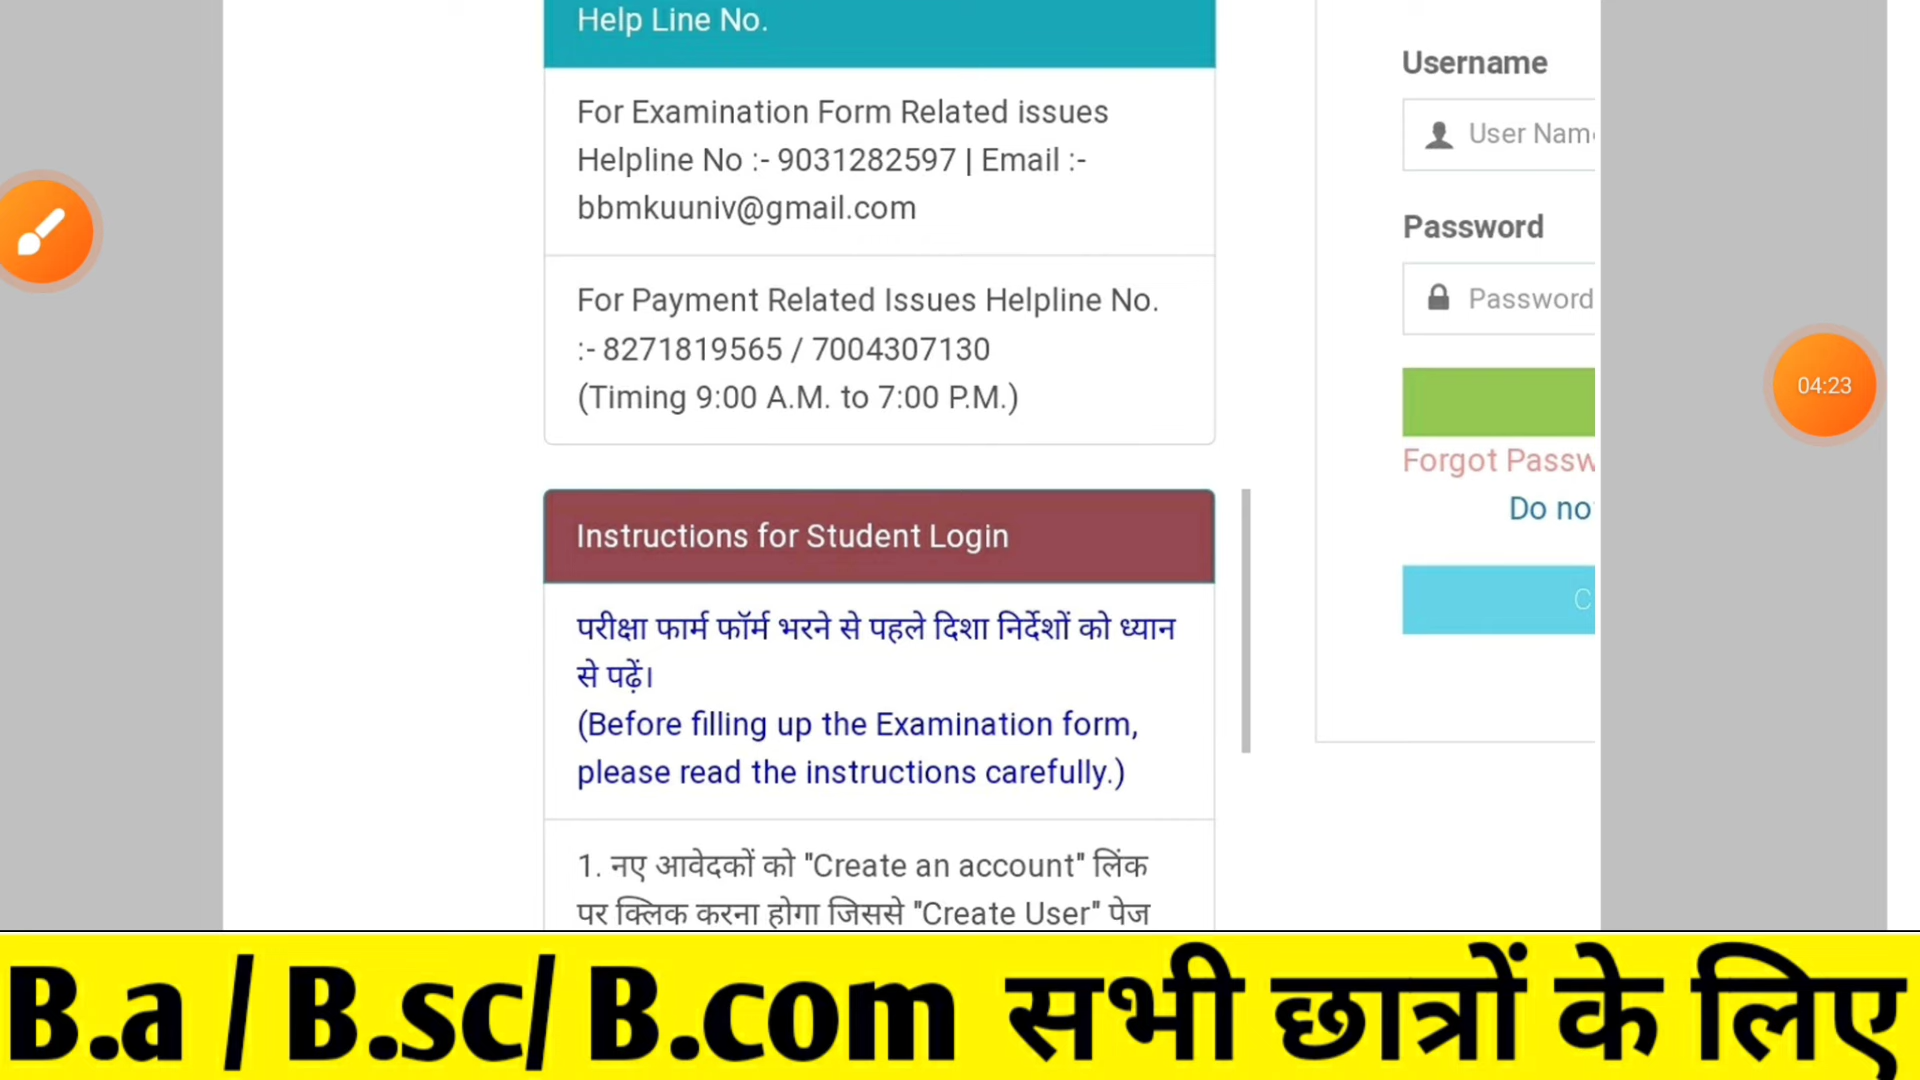 Help Line No.
For Examination Form Related issues
Helpline No :- 9031282597 | Email :-
bbmkuuniv@gmail.com
For Payment Related Issues Helpline No.
:- 8271819565 / 7004307130
(Timing 9:00 A.M. to 7:00 P.M.)
Instructions for Student Login
परीक्षा फार्म फॉर्म भरने से पहले दिशा निर्देशों को ध्यान
से पढ़ें।
(Before filling up the Examination form,
please read the instructions carefully.)
1. नए आवेदकों को "Create an account" लिंक
पर क्लिक करना होगा जिससे "Create User" पेज
Username
User Nam
Password
Password
Forgot Passw
Do no
C
04:23
B.a / B.sc/ B.com सभी छात्रों के लिए